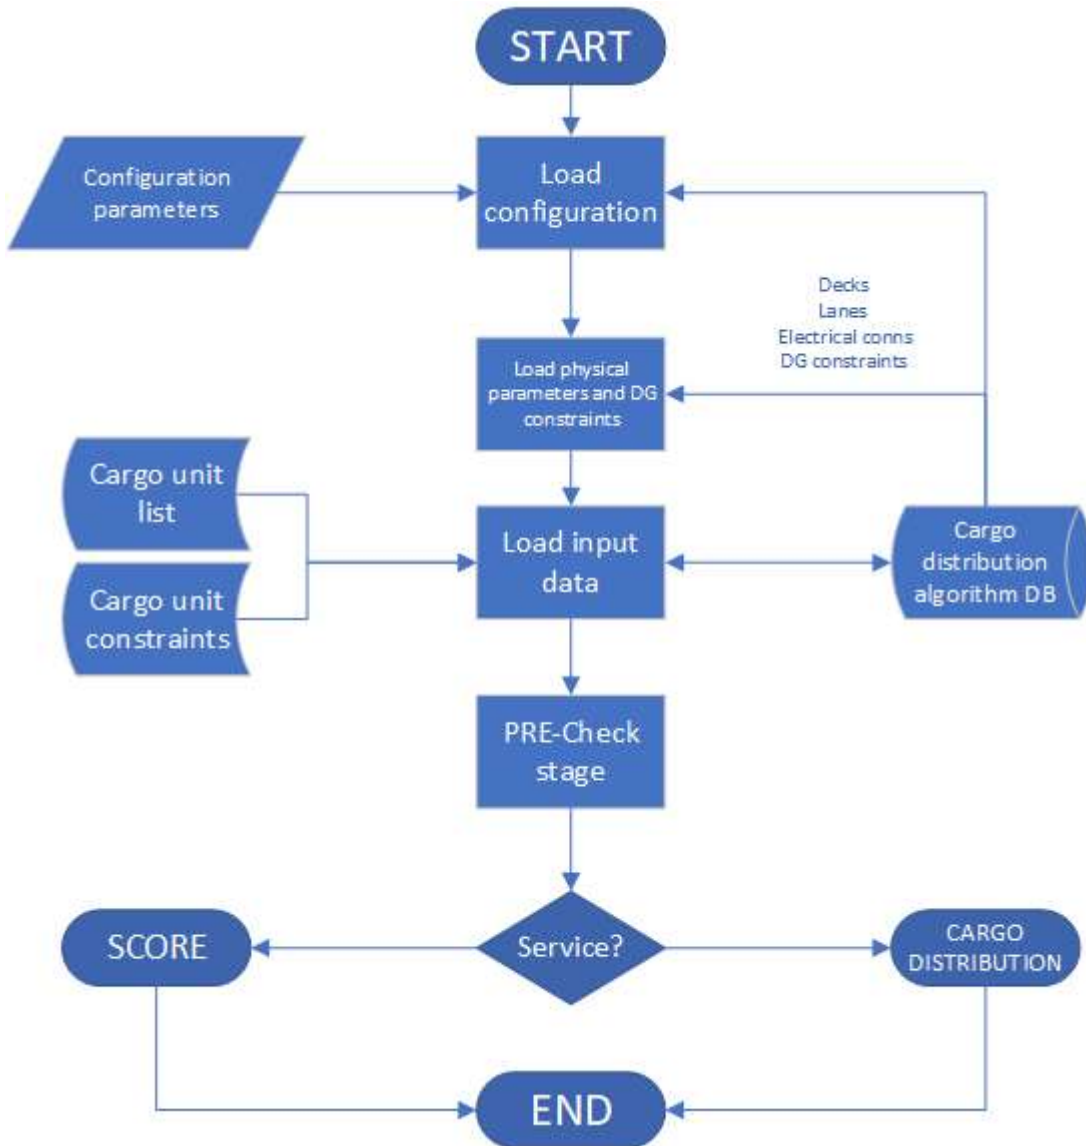 START
Configuration
parameters
Load
configuration
Decks
Lanes
Electrical conns
DG constraints
Load physical
parameters and DG
constraints
Cargo unit
list
Cargo unit
constraints
Load input
data
Cargo
distribution
algorithm DB
PRE-Check
stage
SCORE
Service?
CARGO
DISTRIBUTION
END